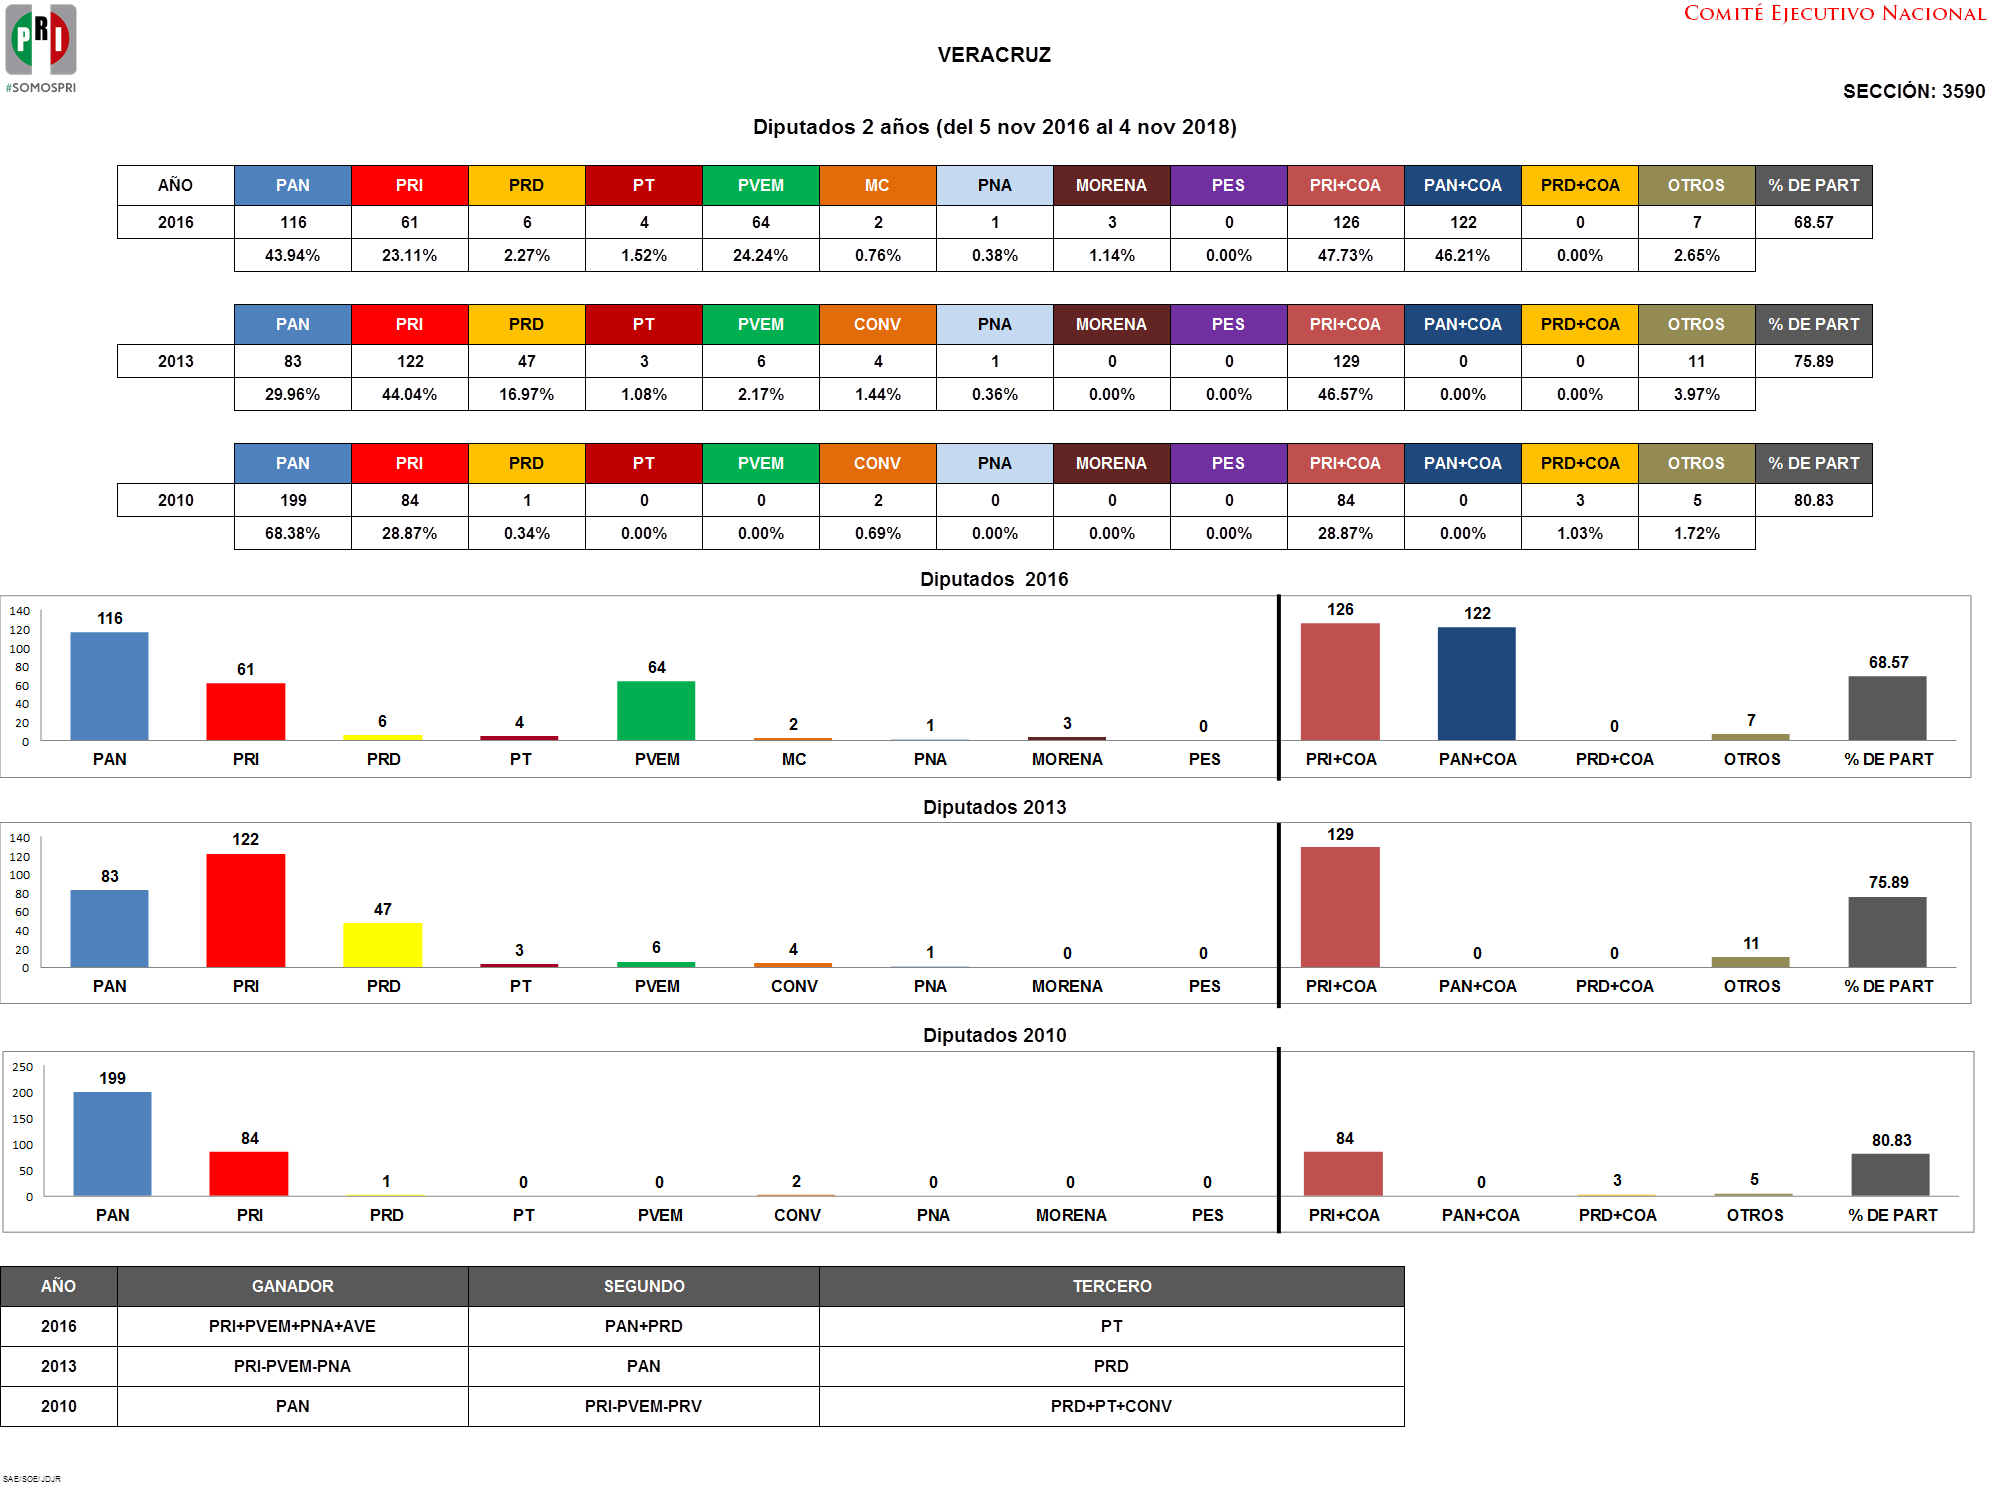 COMITÉ EJECUTIVO NACIONAL
PRI
#SOMOSPRI
VERACRUZ
SECCIÓN: 3590
Diputados 2 años (del 5 nov 2016 al 4 nov 2018)
AÑO PAN PRI PRD PT PVEM MC PNA MORENA PES PRI+COA PAN+COA PRD+COA OTROS % DE PART
2016 116 61 6 4 64 2 1 3 0 126 122 0 7 68.57
43.94% 23.11% 2.27% 1.52% 24.24% 0.76% 0.38% 1.14% 0.00% 47.73% 46.21% 0.00% 2.65%
PAN PRI PRD PT PVEM CONV PNA MORENA PES PRI+COA PAN+COA PRD+COA OTROS % DE PART
2013 83 122 47 3 6 4 1 0 0 129 0 0 11 75.89
29.96% 44.04% 16.97% 1.08% 2.17% 1.44% 0.36% 0.00% 0.00% 46.57% 0.00% 0.00% 3.97%
PAN PRI PRD PT PVEM CONV PNA MORENA PES PRI+COA PAN+COA PRD+COA OTROS % DE PART
2010 199 84 1 0 0 2 0 0 0 84 0 3 5 80.83
68.38% 28.87% 0.34% 0.00% 0.00% 0.69% 0.00% 0.00% 0.00% 28.87% 0.00% 1.03% 1.72%
Diputados 2016
140
120
100
80
60
40
20
0
116 61 6 4 64 2 1 3 0 126 122 0 7 68.57
PAN PRI PRD PT PVEM MC PNA MORENA PES PRI+COA PAN+COA PRD+COA OTROS % DE PART
Diputados 2013
140
120
100
80
60
40
20
0
83 122 47 3 6 4 1 0 0 129 0 0 11 75.89
PAN PRI PRD PT PVEM CONV PNA MORENA PES PRI+COA PAN+COA PRD+COA OTROS % DE PART
Diputados 2010
250
200
150
100
50
0
199 84 1 0 0 2 0 0 0 84 0 3 5 80.83
PAN PRI PRD PT PVEM CONV PNA MORENA PES PRI+COA PAN+COA PRD+COA OTROS % DE PART
AÑO GANADOR SEGUNDO TERCERO
2016 PRI+PVEM+PNA+AVE PAN+PRD PT
2013 PRI-PVEM-PNA PAN PRD
2010 PAN PRI-PVEM-PRV PRD+PT+CONV
SAE/SOE/JDJR